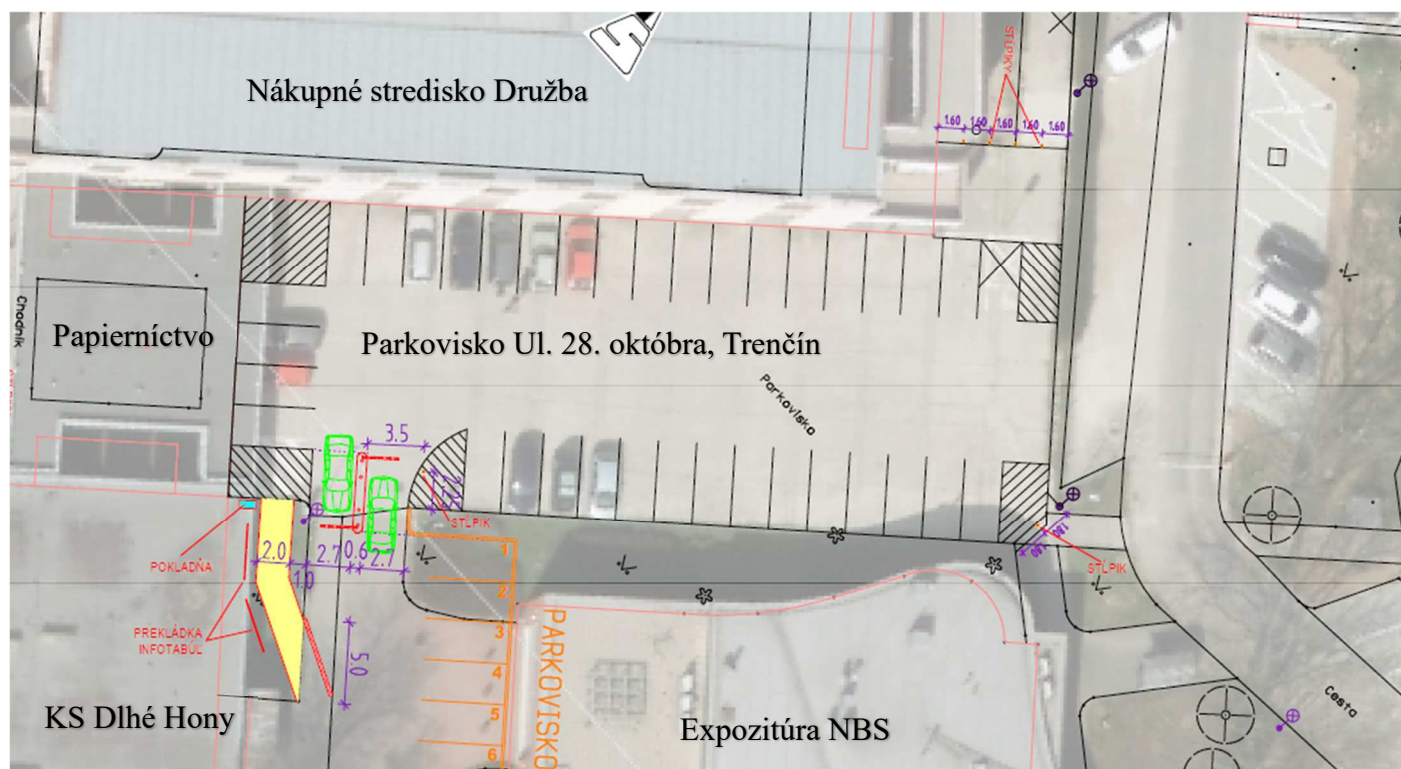 Nákupné stredisko Družba
STĹPIKY
1.60 1.60 1.60 1.60 1.60
Chodník
Papierníctvo
Parkovisko Ul. 28. októbra, Trenčín
Parkovisko
3.5
STĹPIK
POKLADŇA
2.0
2.7
0.6
2.7
1.0
STĹPIK
1.80
PREKLÁDKA
INFOTABÚĽ
5.0
1
2
3
4
5
6
PARKOVISKO
KS Dlhé Hony
Expozitúra NBS
Cesta